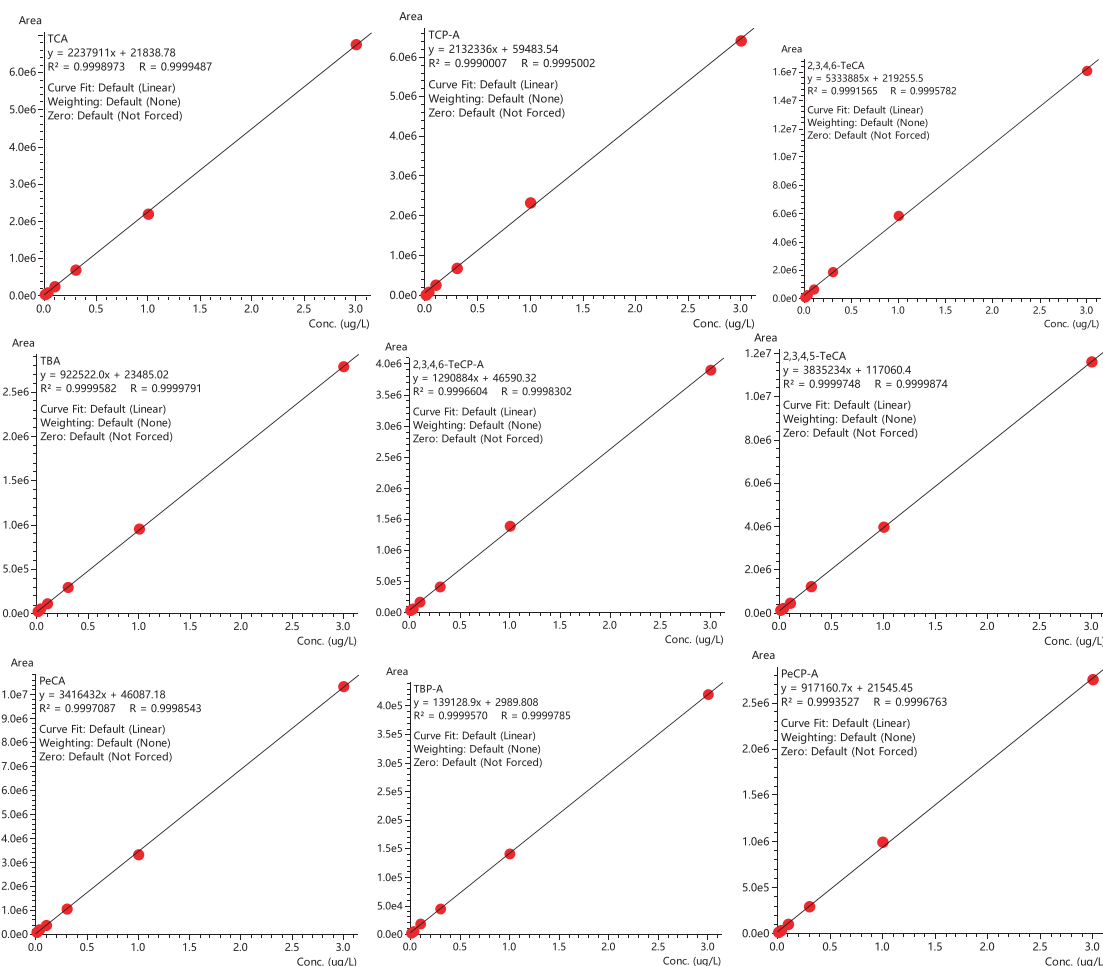 Area
TCA
y = 2237911x + 21838.78
R² = 0.9998973 R = 0.9999487
Curve Fit: Default (Linear)
Weighting: Default (None)
Zero: Default (Not Forced)
6.0e6
5.0e6
4.0e6
3.0e6
2.0e6
1.0e6
0.0e0
0.0 0.5 1.0 1.5 2.0 2.5 3.0
Conc. (ug/L)
Area
TCP-A
y = 2132336x + 59483.54
R² = 0.9990007 R = 0.9995002
Curve Fit: Default (Linear)
Weighting: Default (None)
Zero: Default (Not Forced)
6.0e6
5.0e6
4.0e6
3.0e6
2.0e6
1.0e6
0.0e0
0.0 0.5 1.0 1.5 2.0 2.5 3.0
Conc. (ug/L)
Area
2,3,4,6-TeCA
y = 5333885x + 219255.5
R² = 0.9991565 R = 0.9995782
Curve Fit: Default (Linear)
Weighting: Default (None)
Zero: Default (Not Forced)
1.6e7
1.4e7
1.2e7
1.0e7
8.0e6
6.0e6
4.0e6
2.0e6
0.0e0
0.0 0.5 1.0 1.5 2.0 2.5 3.0
Conc. (ug/L)
Area
TBA
y = 922522.0x + 23485.02
R² = 0.9999582 R = 0.9999791
Curve Fit: Default (Linear)
Weighting: Default (None)
Zero: Default (Not Forced)
2.5e6
2.0e6
1.5e6
1.0e6
5.0e5
0.0e0
0.0 0.5 1.0 1.5 2.0 2.5 3.0
Conc. (ug/L)
Area
2,3,4,6-TeCP-A
y = 1290884x + 46590.32
R² = 0.9996604 R = 0.9998302
Curve Fit: Default (Linear)
Weighting: Default (None)
Zero: Default (Not Forced)
4.0e6
3.5e6
3.0e6
2.5e6
2.0e6
1.5e6
1.0e6
5.0e5
0.0e0
0.0 0.5 1.0 1.5 2.0 2.5 3.0
Conc. (ug/L)
Area
2,3,4,5-TeCA
y = 3835234x + 117060.4
R² = 0.9999748 R = 0.9999874
Curve Fit: Default (Linear)
Weighting: Default (None)
Zero: Default (Not Forced)
1.2e7
1.0e7
8.0e6
6.0e6
4.0e6
2.0e6
0.0e0
0.0 0.5 1.0 1.5 2.0 2.5 3.0
Conc. (ug/L)
Area
PeCA
y = 3416432x + 46087.18
R² = 0.9997087 R = 0.9998543
Curve Fit: Default (Linear)
Weighting: Default (None)
Zero: Default (Not Forced)
1.0e7
9.0e6
8.0e6
7.0e6
6.0e6
5.0e6
4.0e6
3.0e6
2.0e6
1.0e6
0.0e0
0.0 0.5 1.0 1.5 2.0 2.5 3.0
Conc. (ug/L)
Area
TBP-A
y = 139128.9x + 2989.808
R² = 0.9999570 R = 0.9999785
Curve Fit: Default (Linear)
Weighting: Default (None)
Zero: Default (Not Forced)
4.0e5
3.5e5
3.0e5
2.5e5
2.0e5
1.5e5
1.0e5
5.0e4
0.0e0
0.0 0.5 1.0 1.5 2.0 2.5 3.0
Conc. (ug/L)
Area
PeCP-A
y = 917160.7x + 21545.45
R² = 0.9993527 R = 0.9996763
Curve Fit: Default (Linear)
Weighting: Default (None)
Zero: Default (Not Forced)
2.5e6
2.0e6
1.5e6
1.0e6
5.0e5
0.0e0
0.0 0.5 1.0 1.5 2.0 2.5 3.0
Conc. (ug/L)